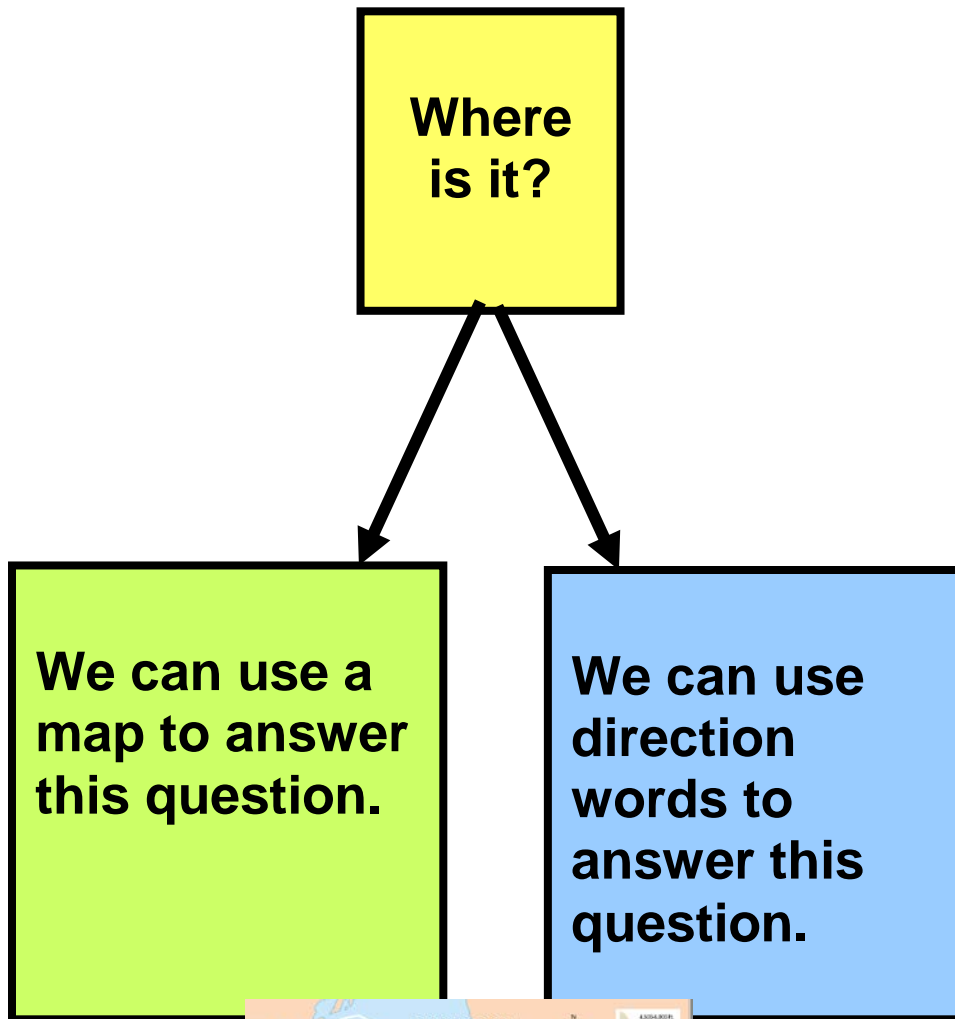 Where
is it?
We can use a
map to answer
this question.
We can use
direction
words to
answer this
question.
N